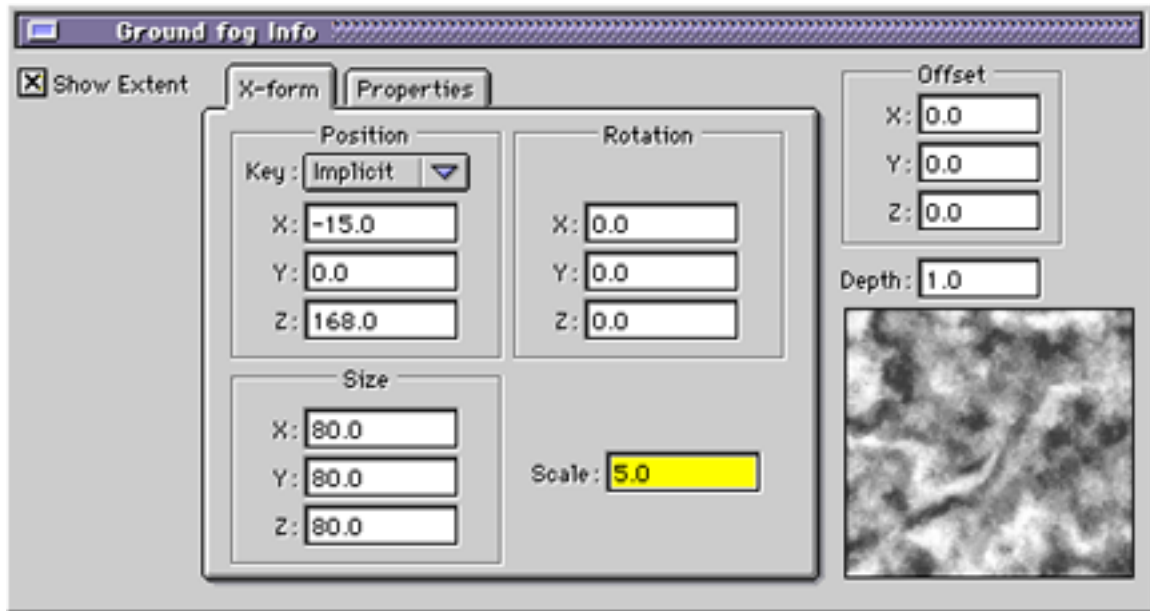 Ground fog Info
Show Extent
X-form
Properties
Position
Key: Implicit
X: -15.0
Y: 0.0
Z: 168.0
Rotation
X: 0.0
Y: 0.0
Z: 0.0
Size
X: 80.0
Y: 80.0
Z: 80.0
Scale: 5.0
Offset
X: 0.0
Y: 0.0
Z: 0.0
Depth: 1.0